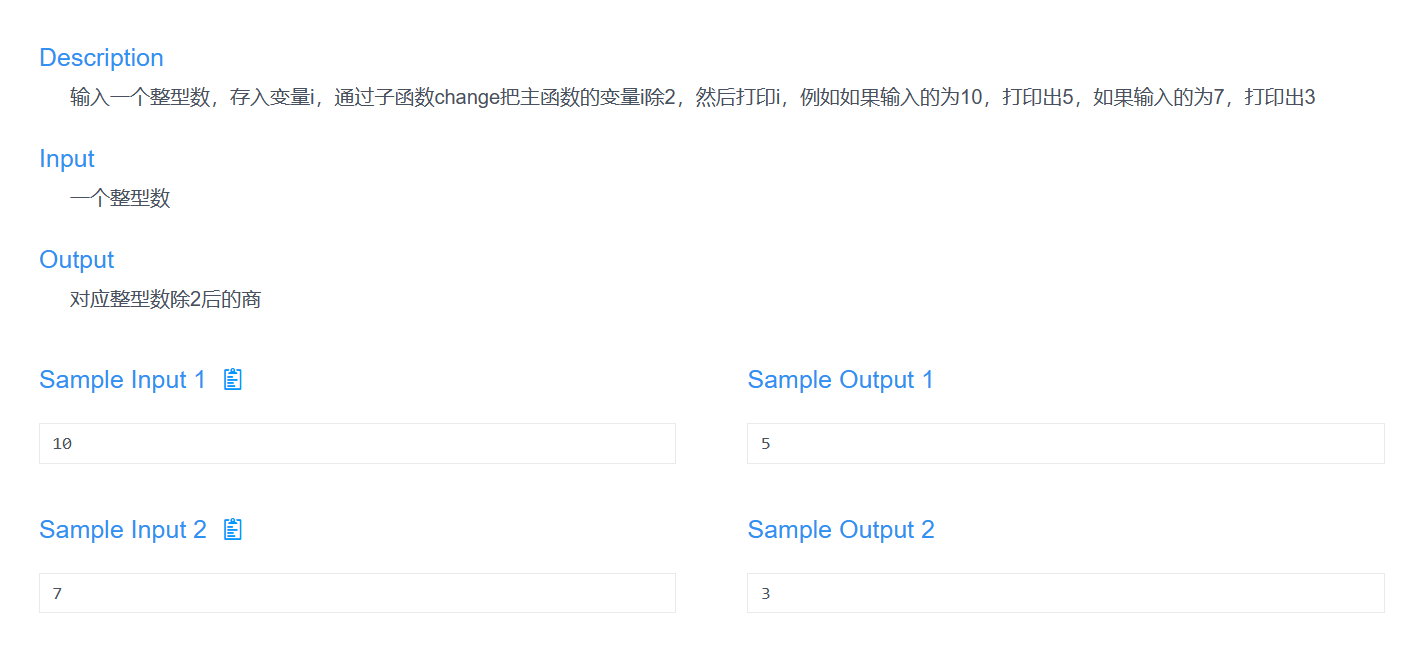 Description
输入一个整型数，存入变量i，通过子函数change把主函数的变量i除2，然后打印i，例如如果输入的为10，打印出5，如果输入的为7，打印出3
Input
一个整型数
Output
对应整型数除2后的商
Sample Input 1
Sample Output 1
10
5
Sample Input 2
Sample Output 2
7
3